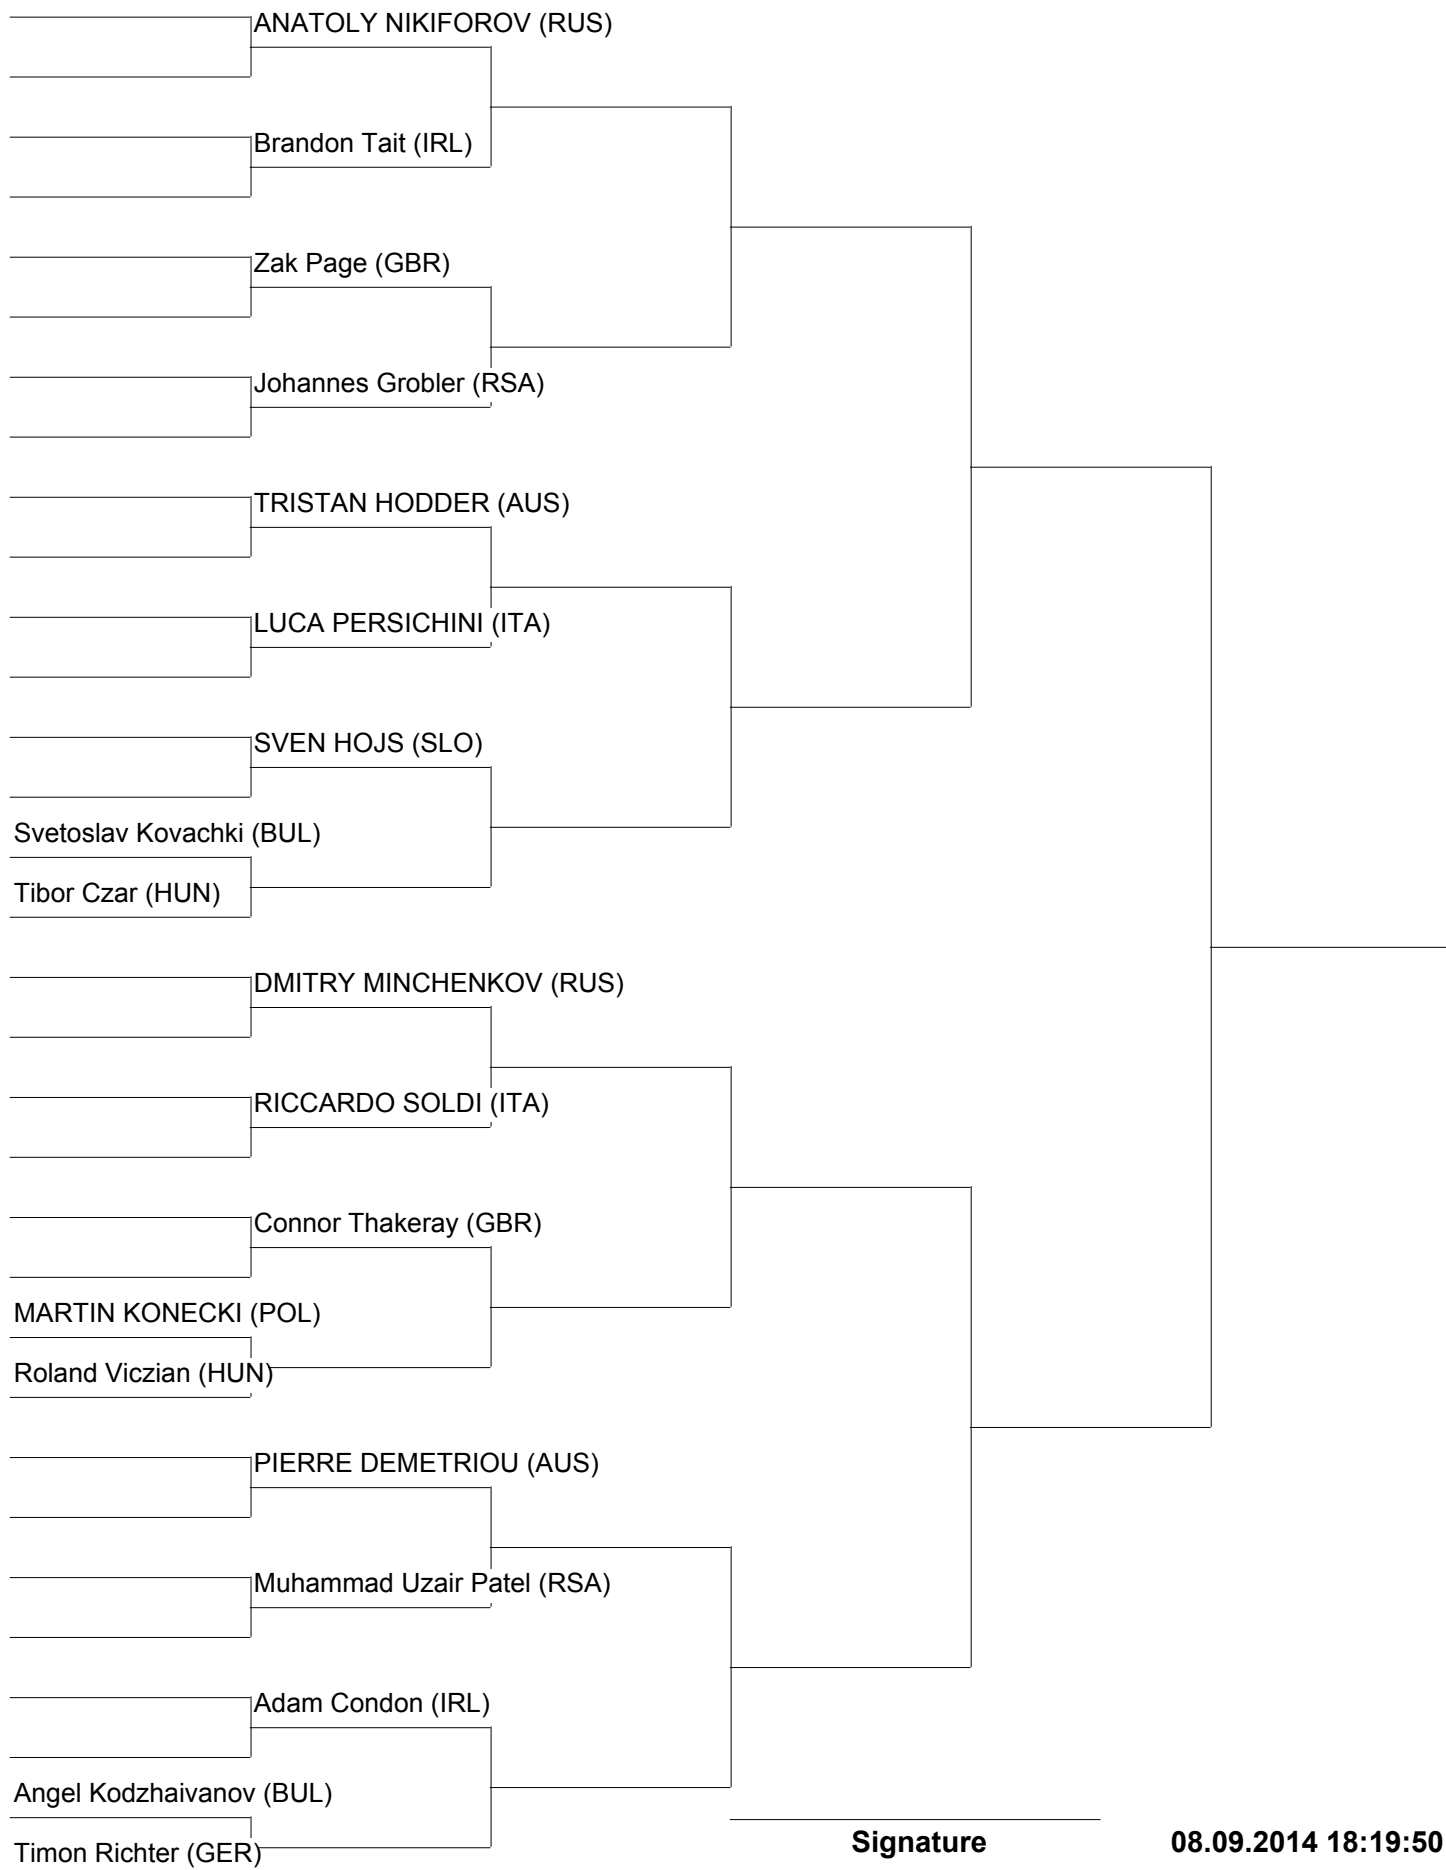 ANATOLY NIKIFOROV (RUS)
Brandon Tait (IRL)
Zak Page (GBR)
Johannes Grobler (RSA)
TRISTAN HODDER (AUS)
LUCA PERSICHINI (ITA)
SVEN HOJS (SLO)
Svetoslav Kovachki (BUL)
Tibor Czar (HUN)
DMITRY MINCHENKOV (RUS)
RICCARDO SOLDI (ITA)
Connor Thakeray (GBR)
MARTIN KONECKI (POL)
Roland Viczian (HUN)
PIERRE DEMETRIOU (AUS)
Muhammad Uzair Patel (RSA)
Adam Condon (IRL)
Angel Kodzhaivanov (BUL)
Timon Richter (GER)
Signature 08.09.2014 18:19:50